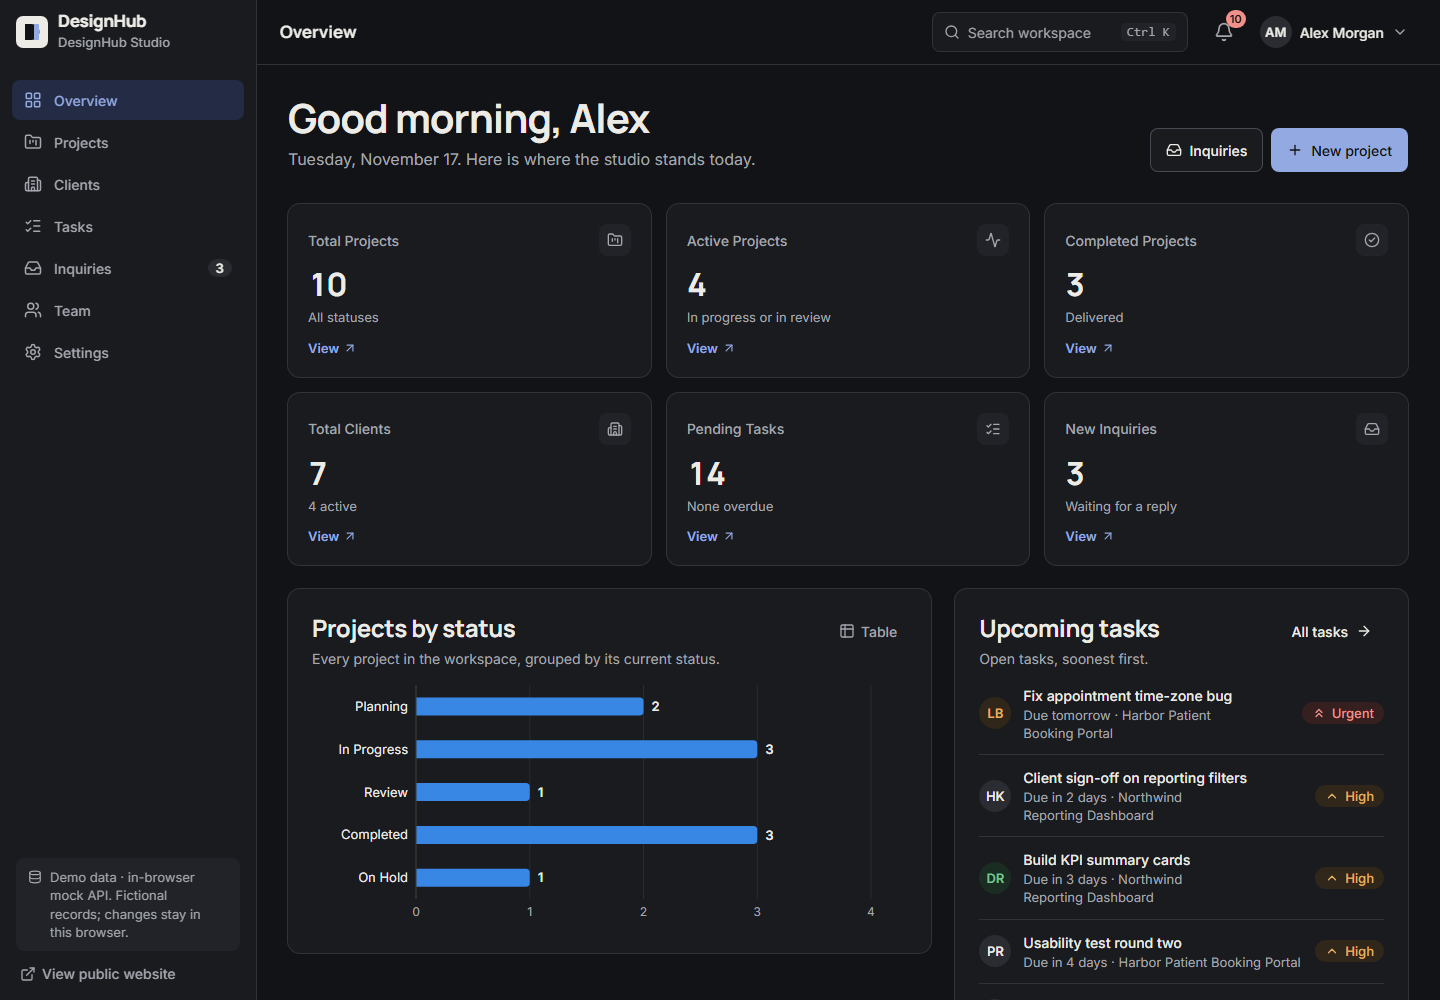 DesignHub
DesignHub Studio
Overview
Projects
Clients
Tasks
Inquiries 3
Team
Settings
Demo data · in-browser
mock API. Fictional
records; changes stay in
this browser.
View public website
Overview
Search workspace Ctrl K
10
AM Alex Morgan
Good morning, Alex
Tuesday, November 17. Here is where the studio stands today.
Inquiries
New project
Total Projects
10
All statuses
View
Active Projects
4
In progress or in review
View
Completed Projects
3
Delivered
View
Total Clients
7
4 active
View
Pending Tasks
14
None overdue
View
New Inquiries
3
Waiting for a reply
View
Projects by status
Table
Every project in the workspace, grouped by its current status.
Planning 2
In Progress 3
Review 1
Completed 3
On Hold 1
0 1 2 3 4
Upcoming tasks
All tasks
Open tasks, soonest first.
LB
Fix appointment time-zone bug
Due tomorrow · Harbor Patient
Booking Portal
Urgent
HK
Client sign-off on reporting filters
Due in 2 days · Northwind
Reporting Dashboard
High
DR
Build KPI summary cards
Due in 3 days · Northwind
Reporting Dashboard
High
PR
Usability test round two
Due in 4 days · Harbor Patient Booking Portal
High